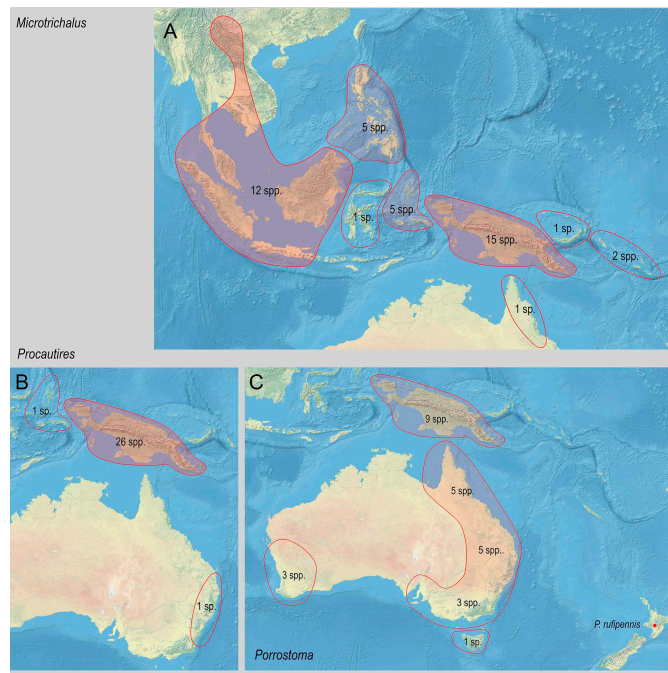 Microtrichalus
A
5 spp.
12 spp.
1 sp.
5 spp.
15 spp.
1 sp.
2 spp.
1 sp.
Procautires
B
1 sp.
26 spp.
1 sp.
C
9 spp.
5 spp.
5 spp.
3 spp.
3 spp.
1 sp.
P. rufipennis
Porrostoma